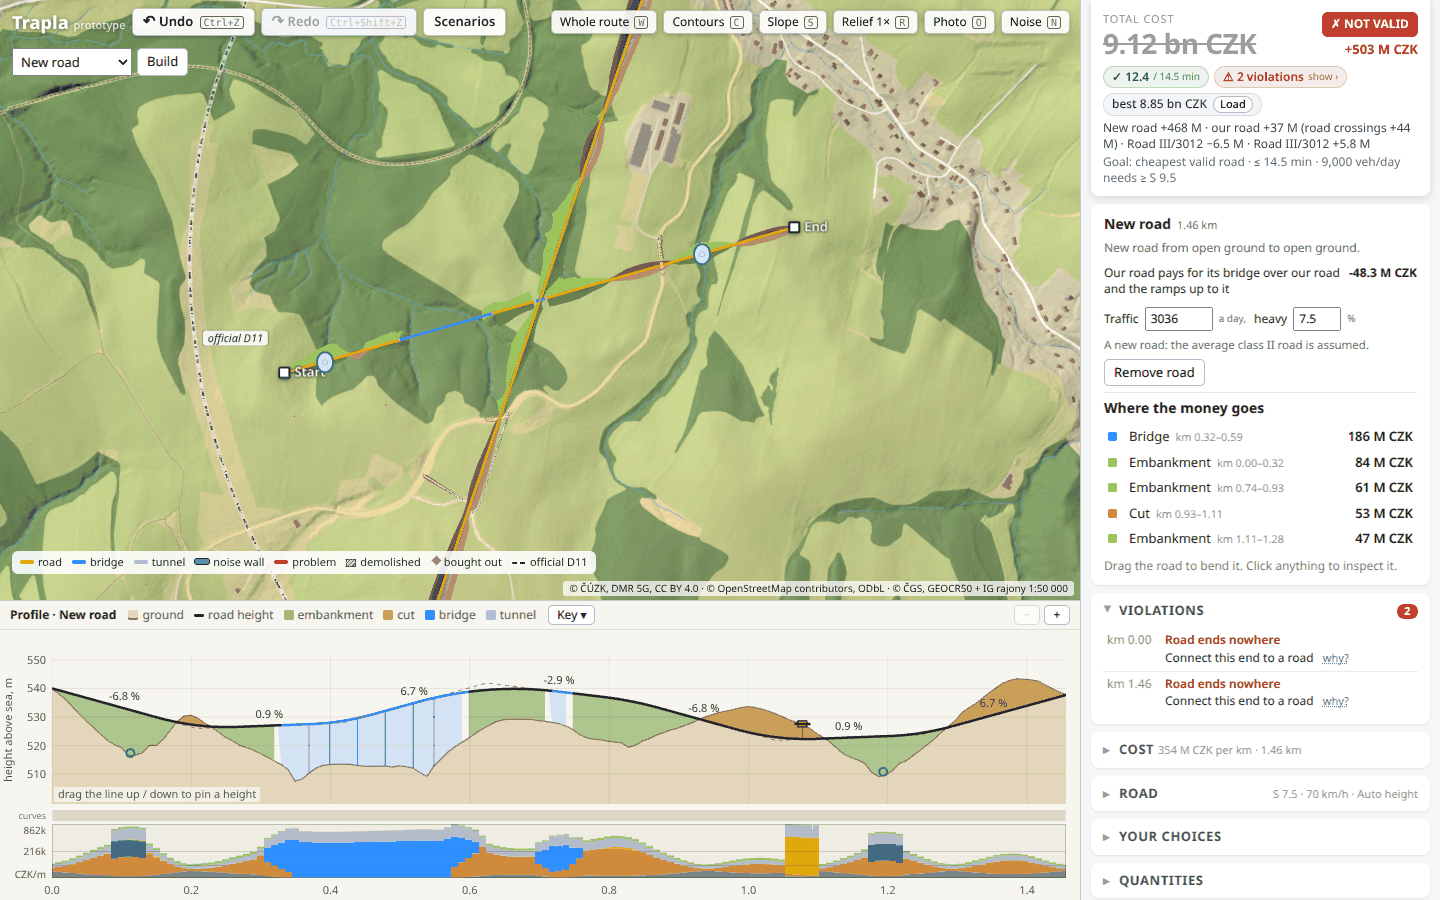 Trapla prototype
↶ Undo Ctrl+Z
↷ Redo Ctrl+Shift+Z
Scenarios
Whole route W
Contours C
Slope S
Relief 1× R
Photo O
Noise N
New road
Build
official D11
Start
End
road bridge tunnel noise wall problem demolished bought out official D11
© ČÚZK, DMR 5G, CC BY 4.0 · © OpenStreetMap contributors, ODbL · © ČGS, GEOCR50 + IG rajony 1:50 000
Profile · New road ground road height embankment cut bridge tunnel Key ▾ − +
height above sea, m
550
540
530
520
510
-6.8 %
0.9 %
6.7 %
-2.9 %
-6.8 %
0.9 %
6.7 %
drag the line up / down to pin a height
curves
862k
216k
CZK/m
0.0 0.2 0.4 0.6 0.8 1.0 1.2 1.4
TOTAL COST
9.12 bn CZK
✗ NOT VALID
+503 M CZK
✓ 12.4 / 14.5 min
⚠ 2 violations show ›
best 8.85 bn CZK Load
New road +468 M · our road +37 M (road crossings +44
M) · Road III/3012 −6.5 M · Road III/3012 +5.8 M
Goal: cheapest valid road · ≤ 14.5 min · 9,000 veh/day
needs ≥ S 9.5
New road 1.46 km
New road from open ground to open ground.
Our road pays for its bridge over our road -48.3 M CZK
and the ramps up to it
Traffic 3036 a day, heavy 7.5 %
A new road: the average class II road is assumed.
Remove road
Where the money goes
Bridge km 0.32–0.59 186 M CZK
Embankment km 0.00–0.32 84 M CZK
Embankment km 0.74–0.93 61 M CZK
Cut km 0.93–1.11 53 M CZK
Embankment km 1.11–1.28 47 M CZK
Drag the road to bend it. Click anything to inspect it.
▼ VIOLATIONS 2
km 0.00 Road ends nowhere
Connect this end to a road why?
km 1.46 Road ends nowhere
Connect this end to a road why?
▶ COST 354 M CZK per km · 1.46 km
▶ ROAD S 7.5 · 70 km/h · Auto height
▶ YOUR CHOICES
▶ QUANTITIES